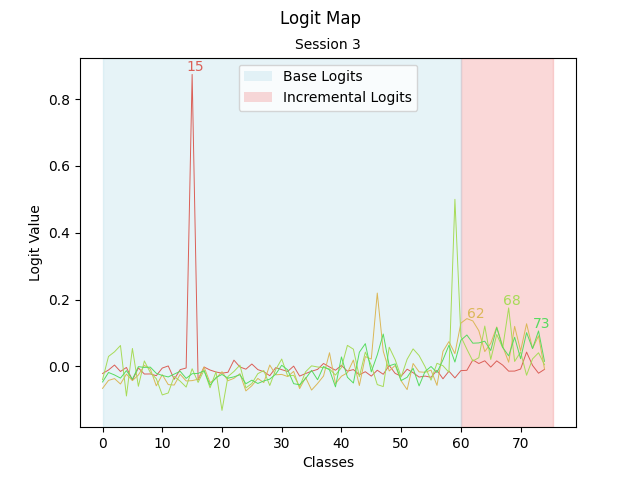 Logit Map
Session 3
15
Base Logits
Incremental Logits
0.8
0.6
0.4
0.2
0.0
62
68
73
Logit Value
0 10 20 30 40 50 60 70
Classes